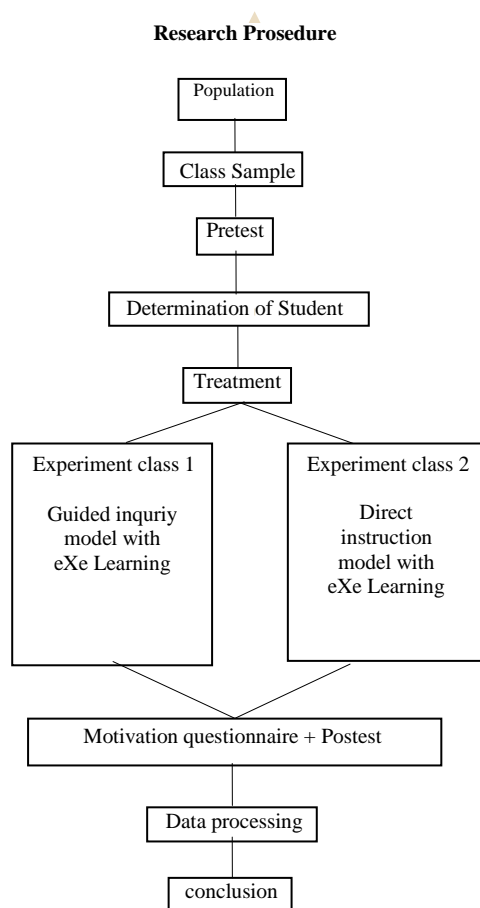 Research Prosedure
Population
Class Sample
Pretest
Determination of Student
Treatment
Experiment class 1
Guided inquriy
model with
eXe Learning
Experiment class 2
Direct
instruction
model with
eXe Learning
Motivation questionnaire + Postest
Data processing
conclusion